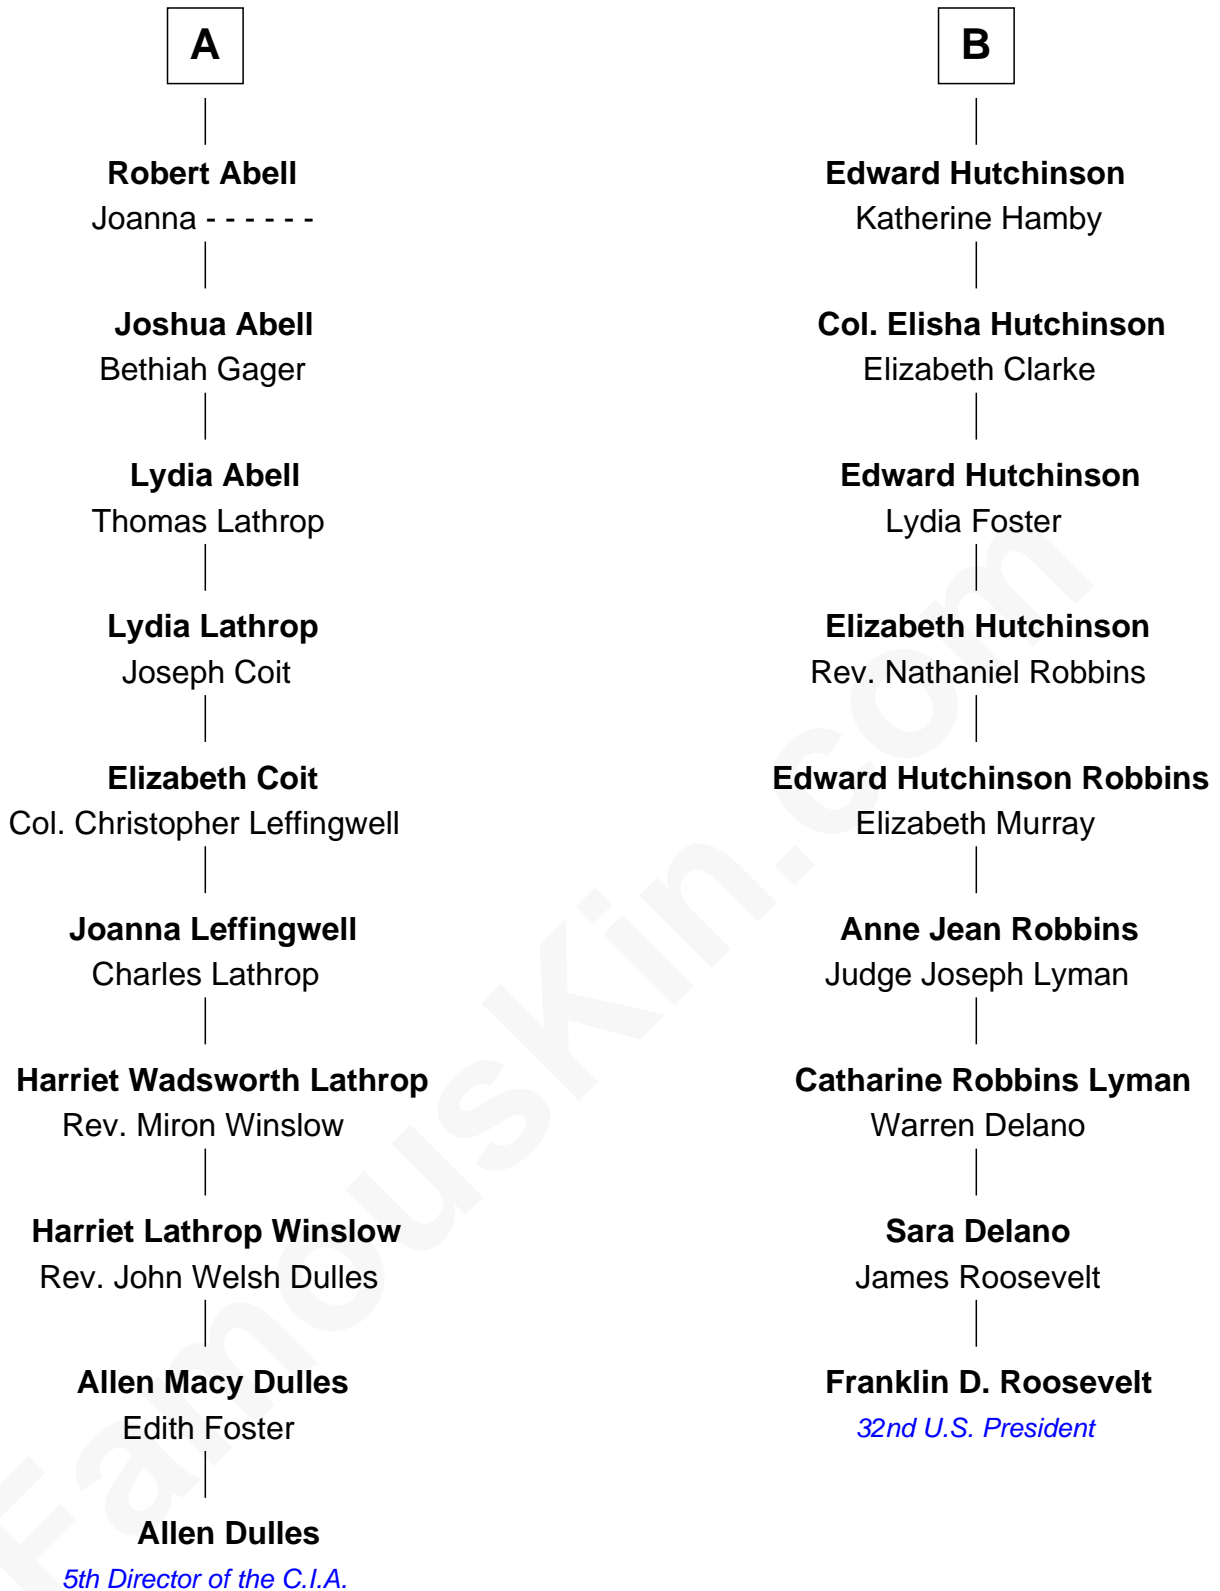 A
Robert Abell
Joanna - - - - - -
Joshua Abell
Bethiah Gager
Lydia Abell
Thomas Lathrop
Lydia Lathrop
Joseph Coit
Elizabeth Coit
Col. Christopher Leffingwell
Joanna Leffingwell
Charles Lathrop
Harriet Wadsworth Lathrop
Rev. Miron Winslow
Harriet Lathrop Winslow
Rev. John Welsh Dulles
Allen Macy Dulles
Edith Foster
Allen Dulles
5th Director of the C.I.A.
B
Edward Hutchinson
Katherine Hamby
Col. Elisha Hutchinson
Elizabeth Clarke
Edward Hutchinson
Lydia Foster
Elizabeth Hutchinson
Rev. Nathaniel Robbins
Edward Hutchinson Robbins
Elizabeth Murray
Anne Jean Robbins
Judge Joseph Lyman
Catharine Robbins Lyman
Warren Delano
Sara Delano
James Roosevelt
Franklin D. Roosevelt
32nd U.S. President
FamousKin.com